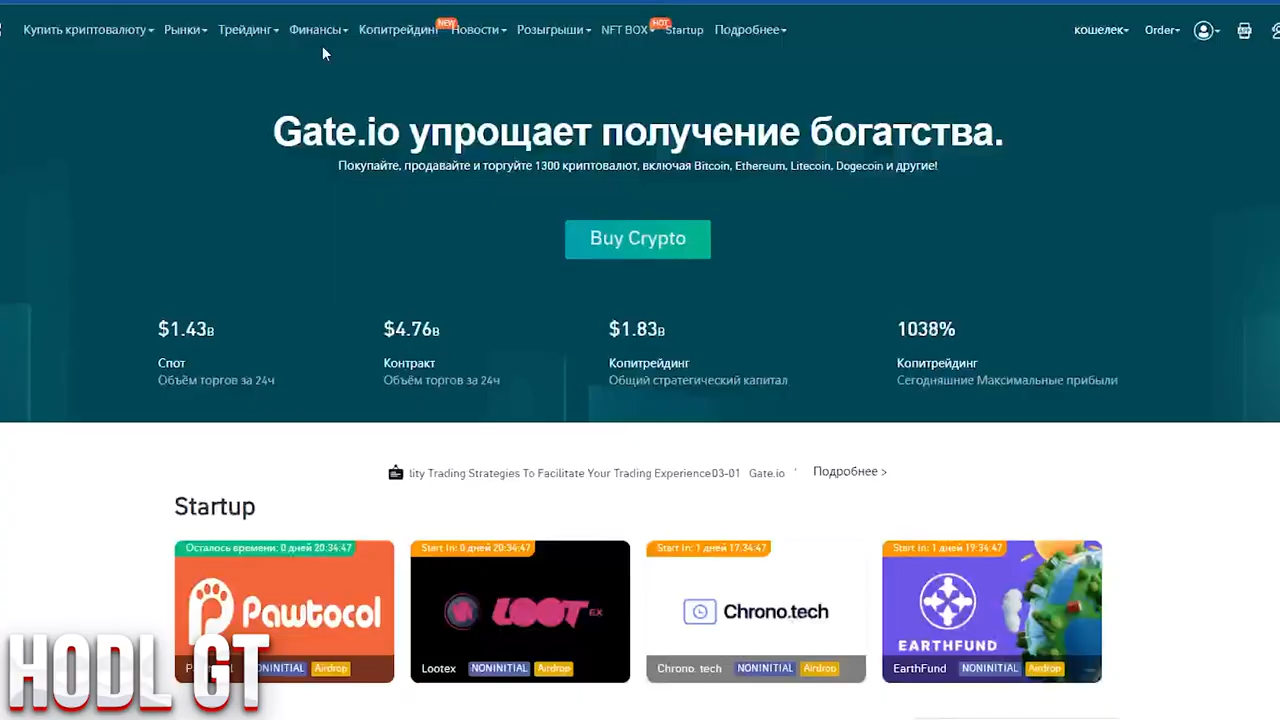 Купить криптовалюту Рынки Трейдинг Финансы Копитрейдинг NEW Новости Розыгрыши NFT BOX HOT Startup Подробнее кошелек Order
Gate.io упрощает получение богатства.
Покупайте, продавайте и торгуйте 1300 криптовалют, включая Bitcoin, Ethereum, Litecoin, Dogecoin и другие!
Buy Crypto
$1.43B $4.76B $1.83B 1038%
Спот Контракт Копитрейдинг Копитрейдинг
Объём торгов за 24ч Объём торгов за 24ч Общий стратегический капитал Сегодняшние Максимальные прибыли
lity Trading Strategies To Facilitate Your Trading Experience03-01 Gate.io Подробнее >
Startup
Осталось времени: 0 дней 20:34:47 Start in: 0 дней 20:34:47 Start in: 1 дней 17:34:47 Start in: 1 дней 19:34:47
Pawtocol LOOT EX Chrono.tech EARTHFUND
NONINITIAL Airdrop Lootex NONINITIAL Airdrop Chrono. tech NONINITIAL Airdrop EarthFund NONINITIAL Airdrop
HODL GT